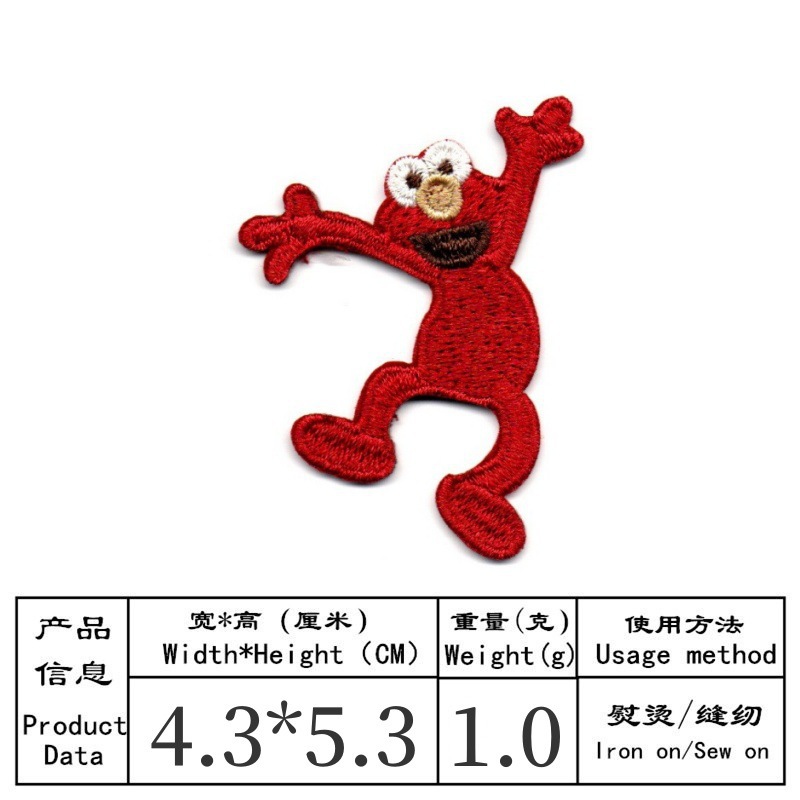 产品
信息
Product
Data
宽*高 (厘米)
Width*Height (CM)
重量(克)
Weight(g)
使用方法
Usage method
4.3*5.3
1.0
熨烫/缝纫
Iron on/Sew on